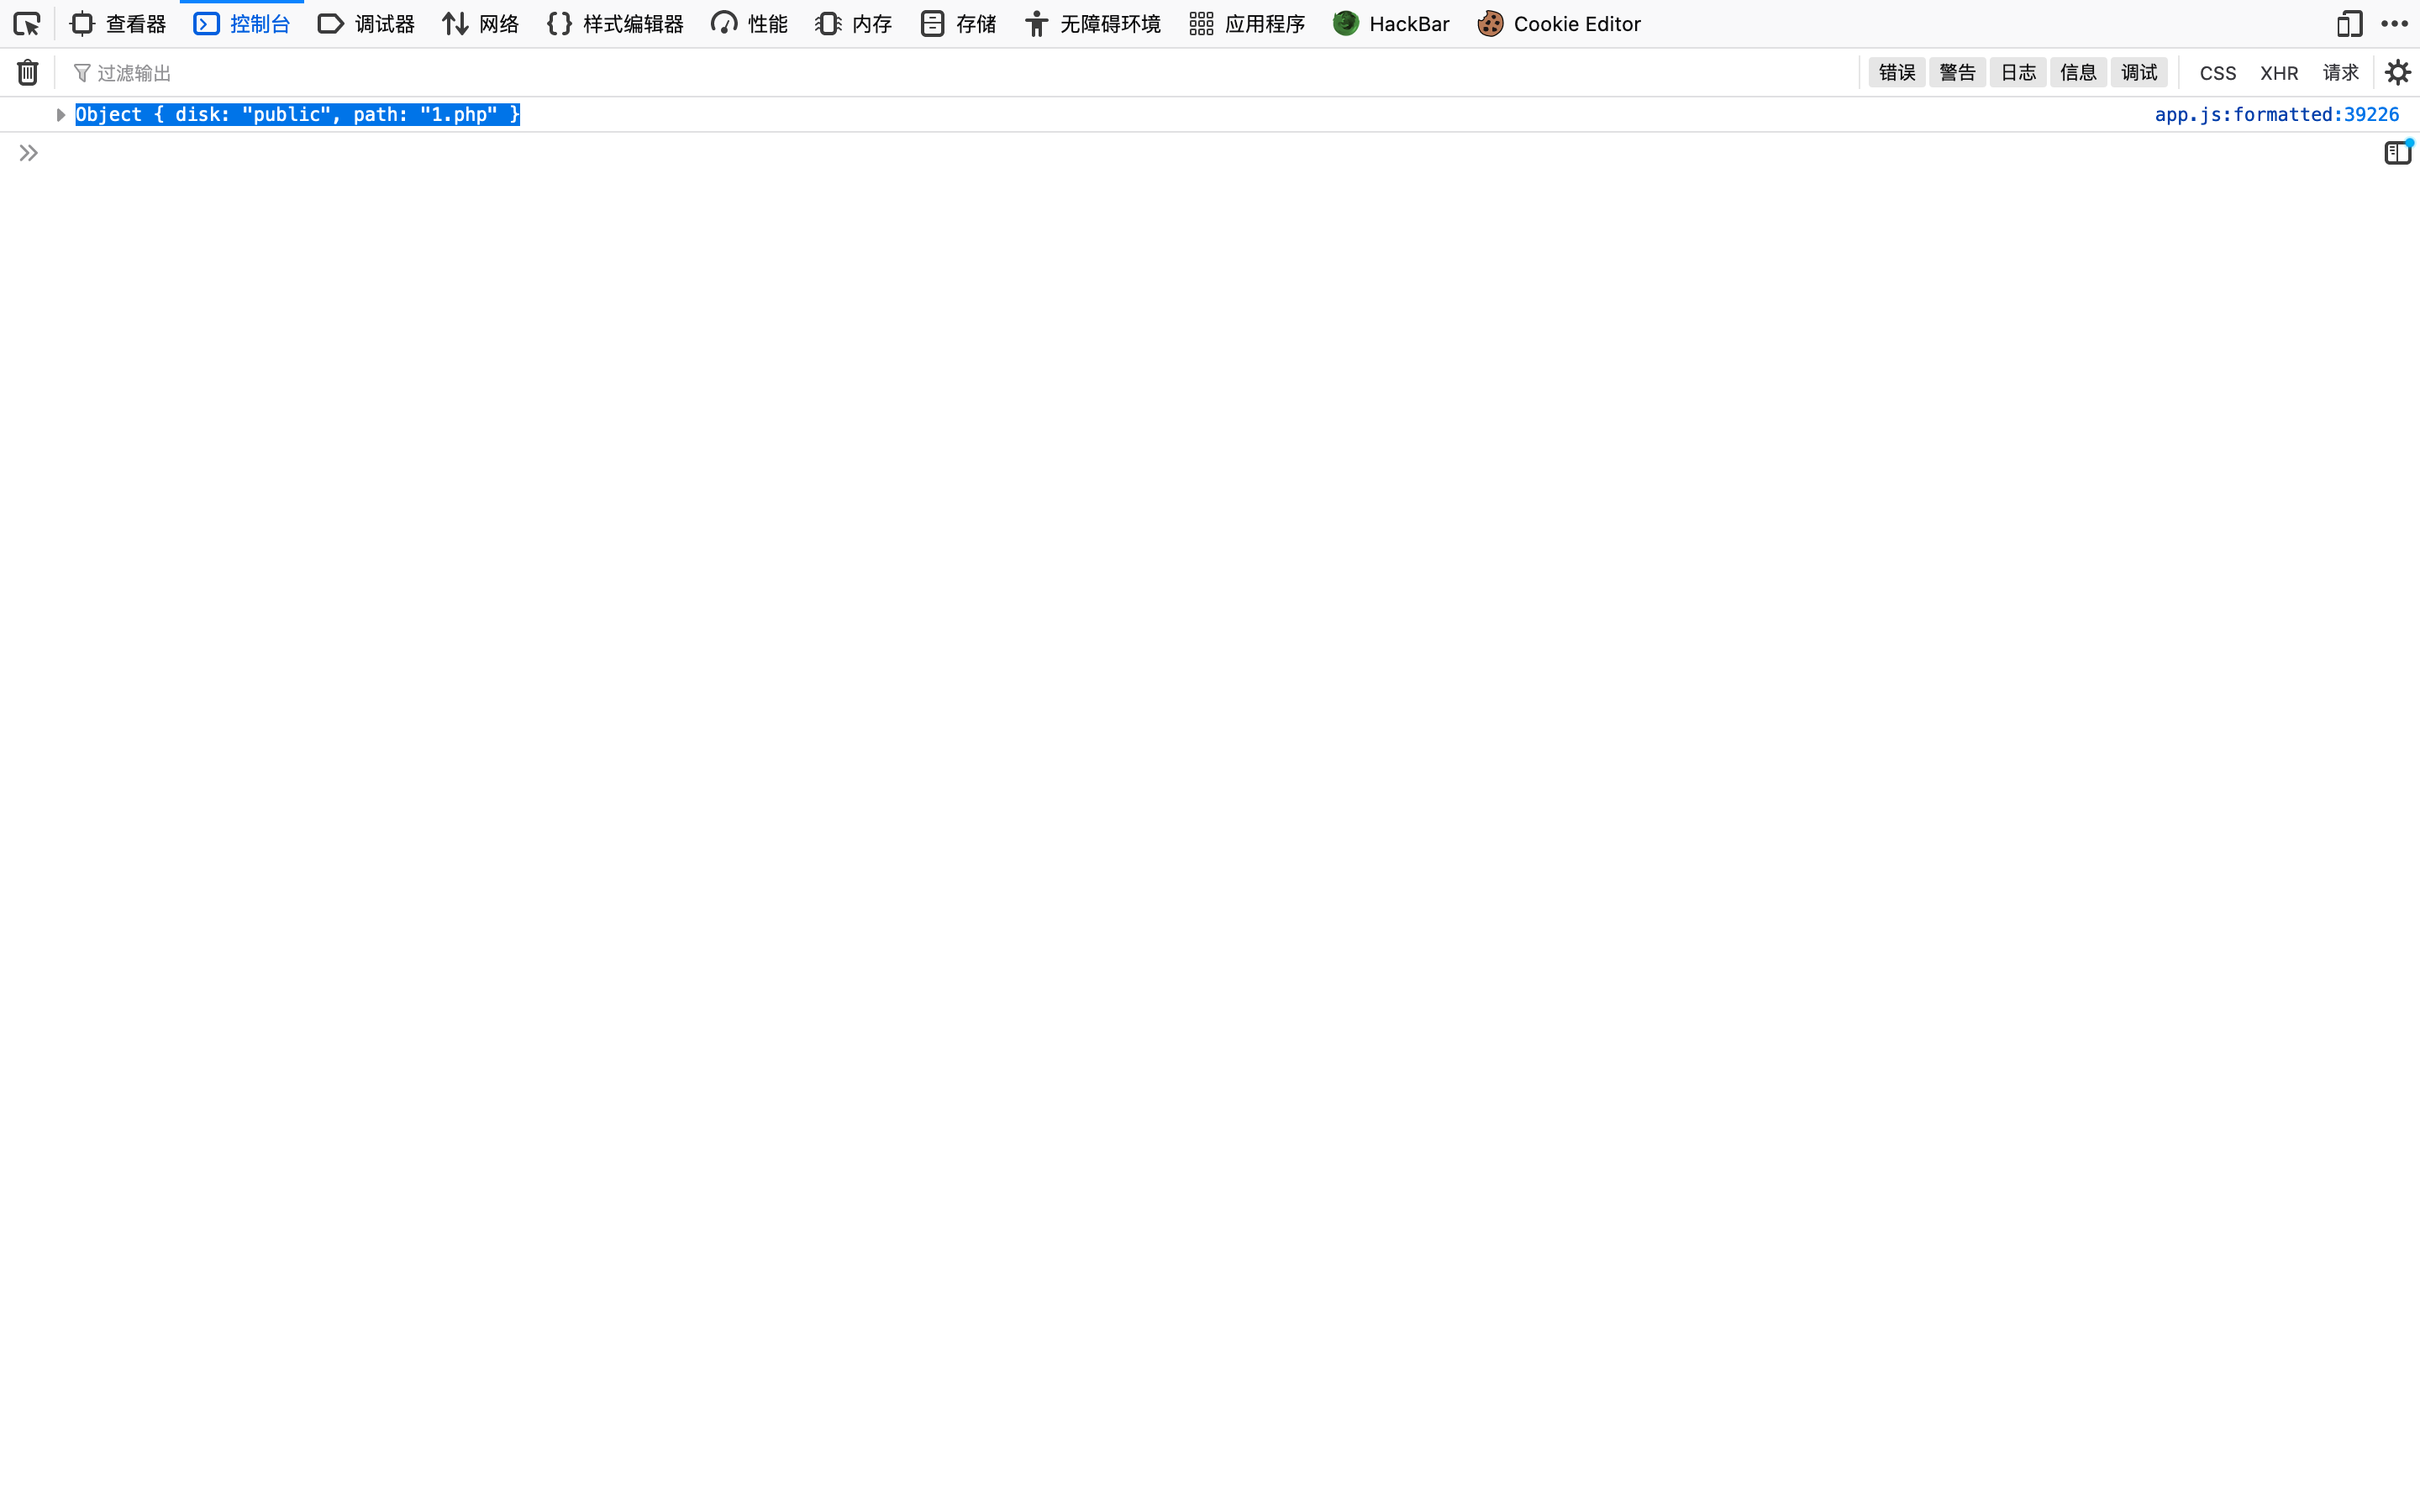 查看器 控制台 调试器 网络 样式编辑器 性能 内存 存储 无障碍环境 应用程序 HackBar Cookie Editor
过滤输出 错误 警告 日志 信息 调试 CSS XHR 请求
Object { disk: "public", path: "1.php" } app.js:formatted:39226